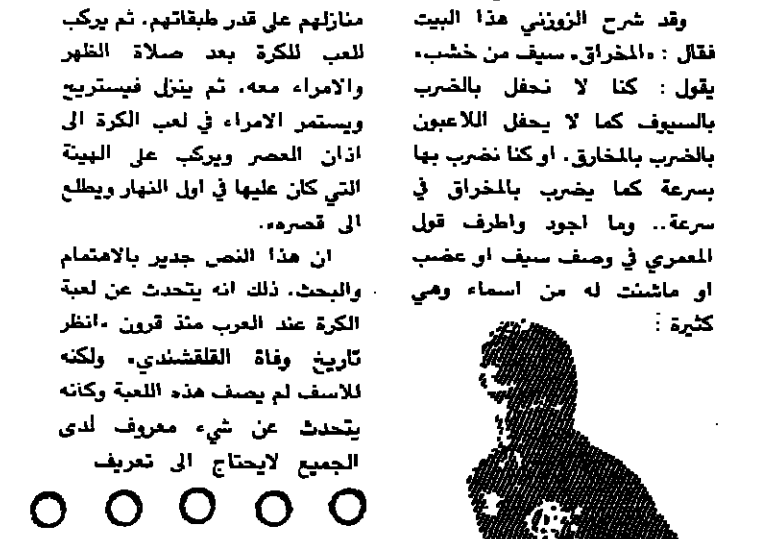 وقد شرح الزوزني هذا البيت
فقال : «المخراق» سيف من خشب»
يقول : كنا لا نحفل بالضرب
بالسيوف كما لا يحفل اللاعبون
بالضرب بالمخارق. او كنا نضرب بها
بسرعة كما يضرب بالمخراق في
سرعة.. وما اجود واطرف قول
المعمري في وصف سيف او عضب
او ماشئت له من اسماء وهي
كثيرة :
منازلهم على قدر طبقاتهم. ثم يركب
للعب للكرة بعد صلاة الظهر
والامراء معه، ثم ينزل فيستريح
ويستمر الامراء في لعب الكرة الى
اذان العصر ويركب على الهيئة
التي كان عليها في اول النهار ويطلع
الى قصره».
ان هذا النص جدير بالاهتمام
والبحث. ذلك انه يتحدث عن لعبة
الكرة عند العرب منذ قرون «انظر
تاريخ وفاة القلقشندي» ولكنه
للاسف لم يصف هذه اللعبة وكانه
يتحدث عن شيء معروف لدى
الجميع لايحتاج الى تعريف